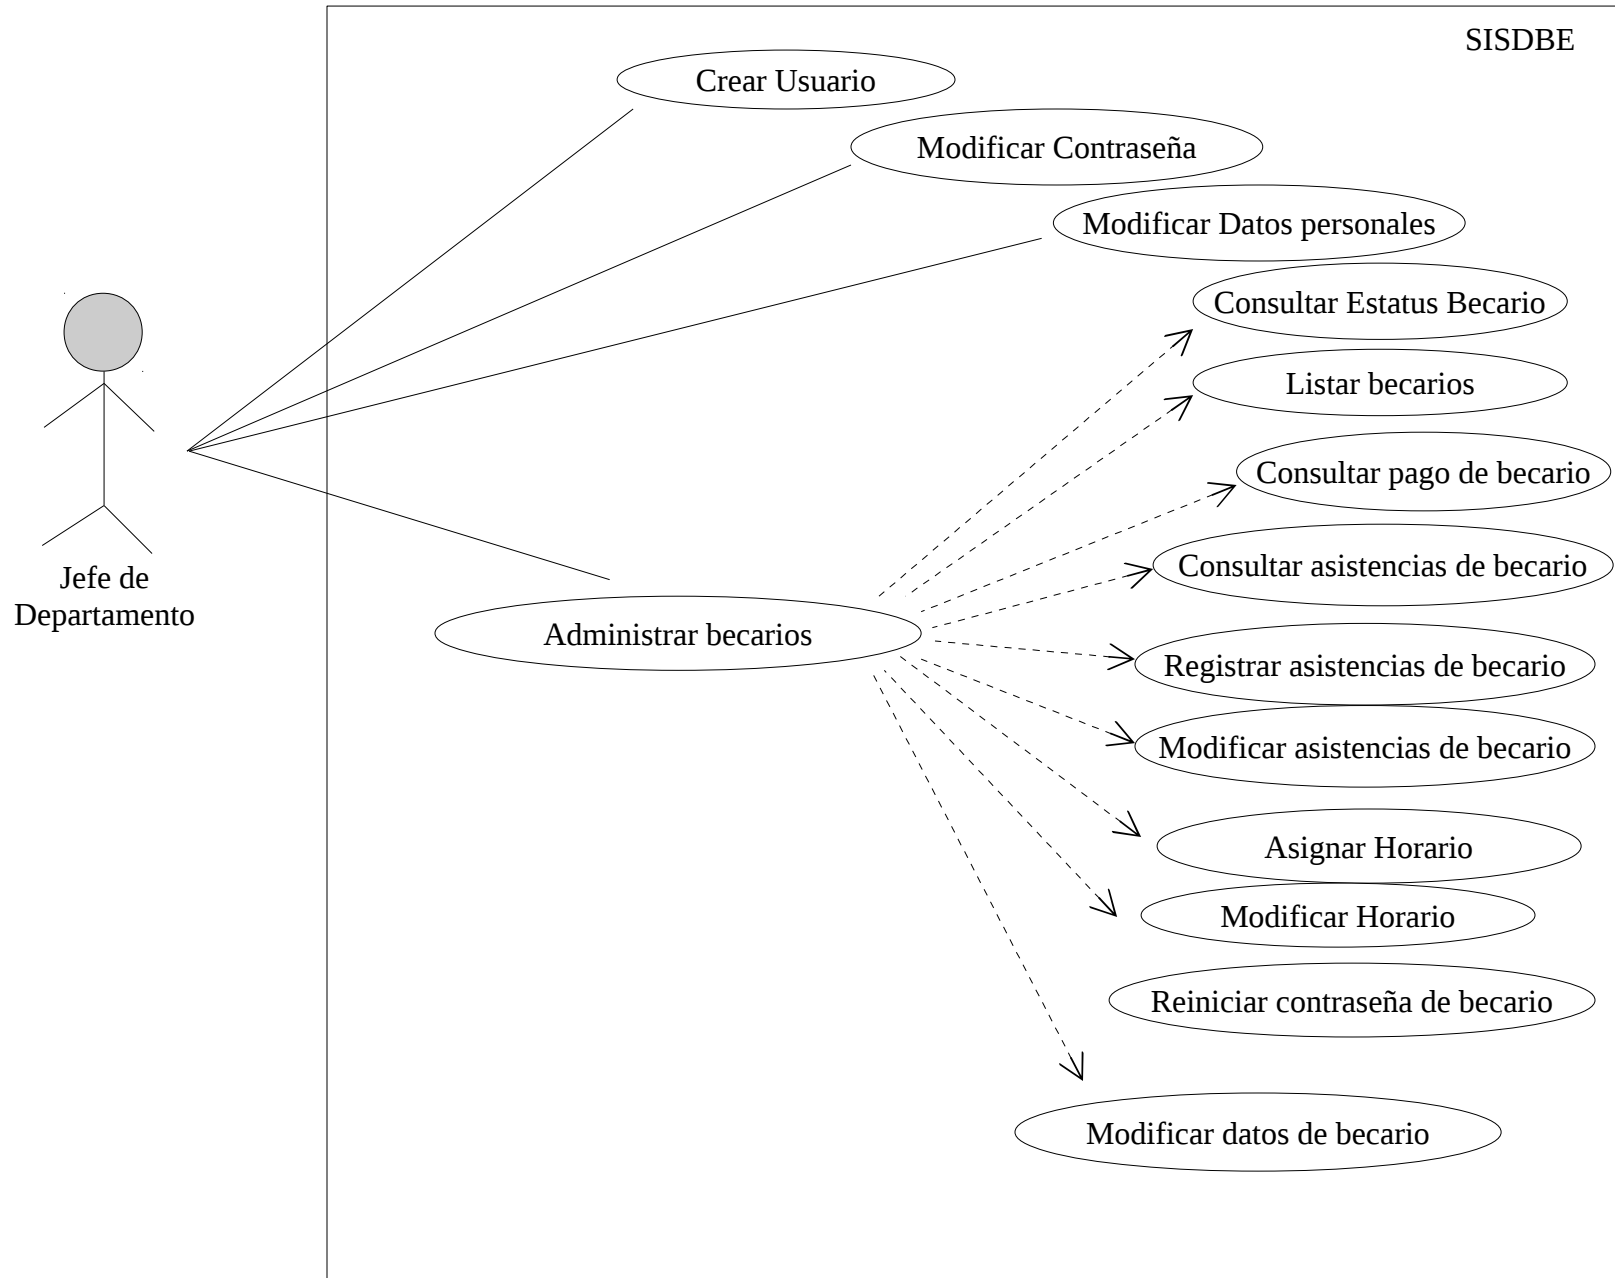 SISDBE
Crear Usuario
Modificar Contraseña
Modificar Datos personales
Consultar Estatus Becario
Listar becarios
Consultar pago de becario
Consultar asistencias de becario
Jefe de
Departamento
Administrar becarios
Registrar asistencias de becario
Modificar asistencias de becario
Asignar Horario
Modificar Horario
Reiniciar contraseña de becario
Modificar datos de becario